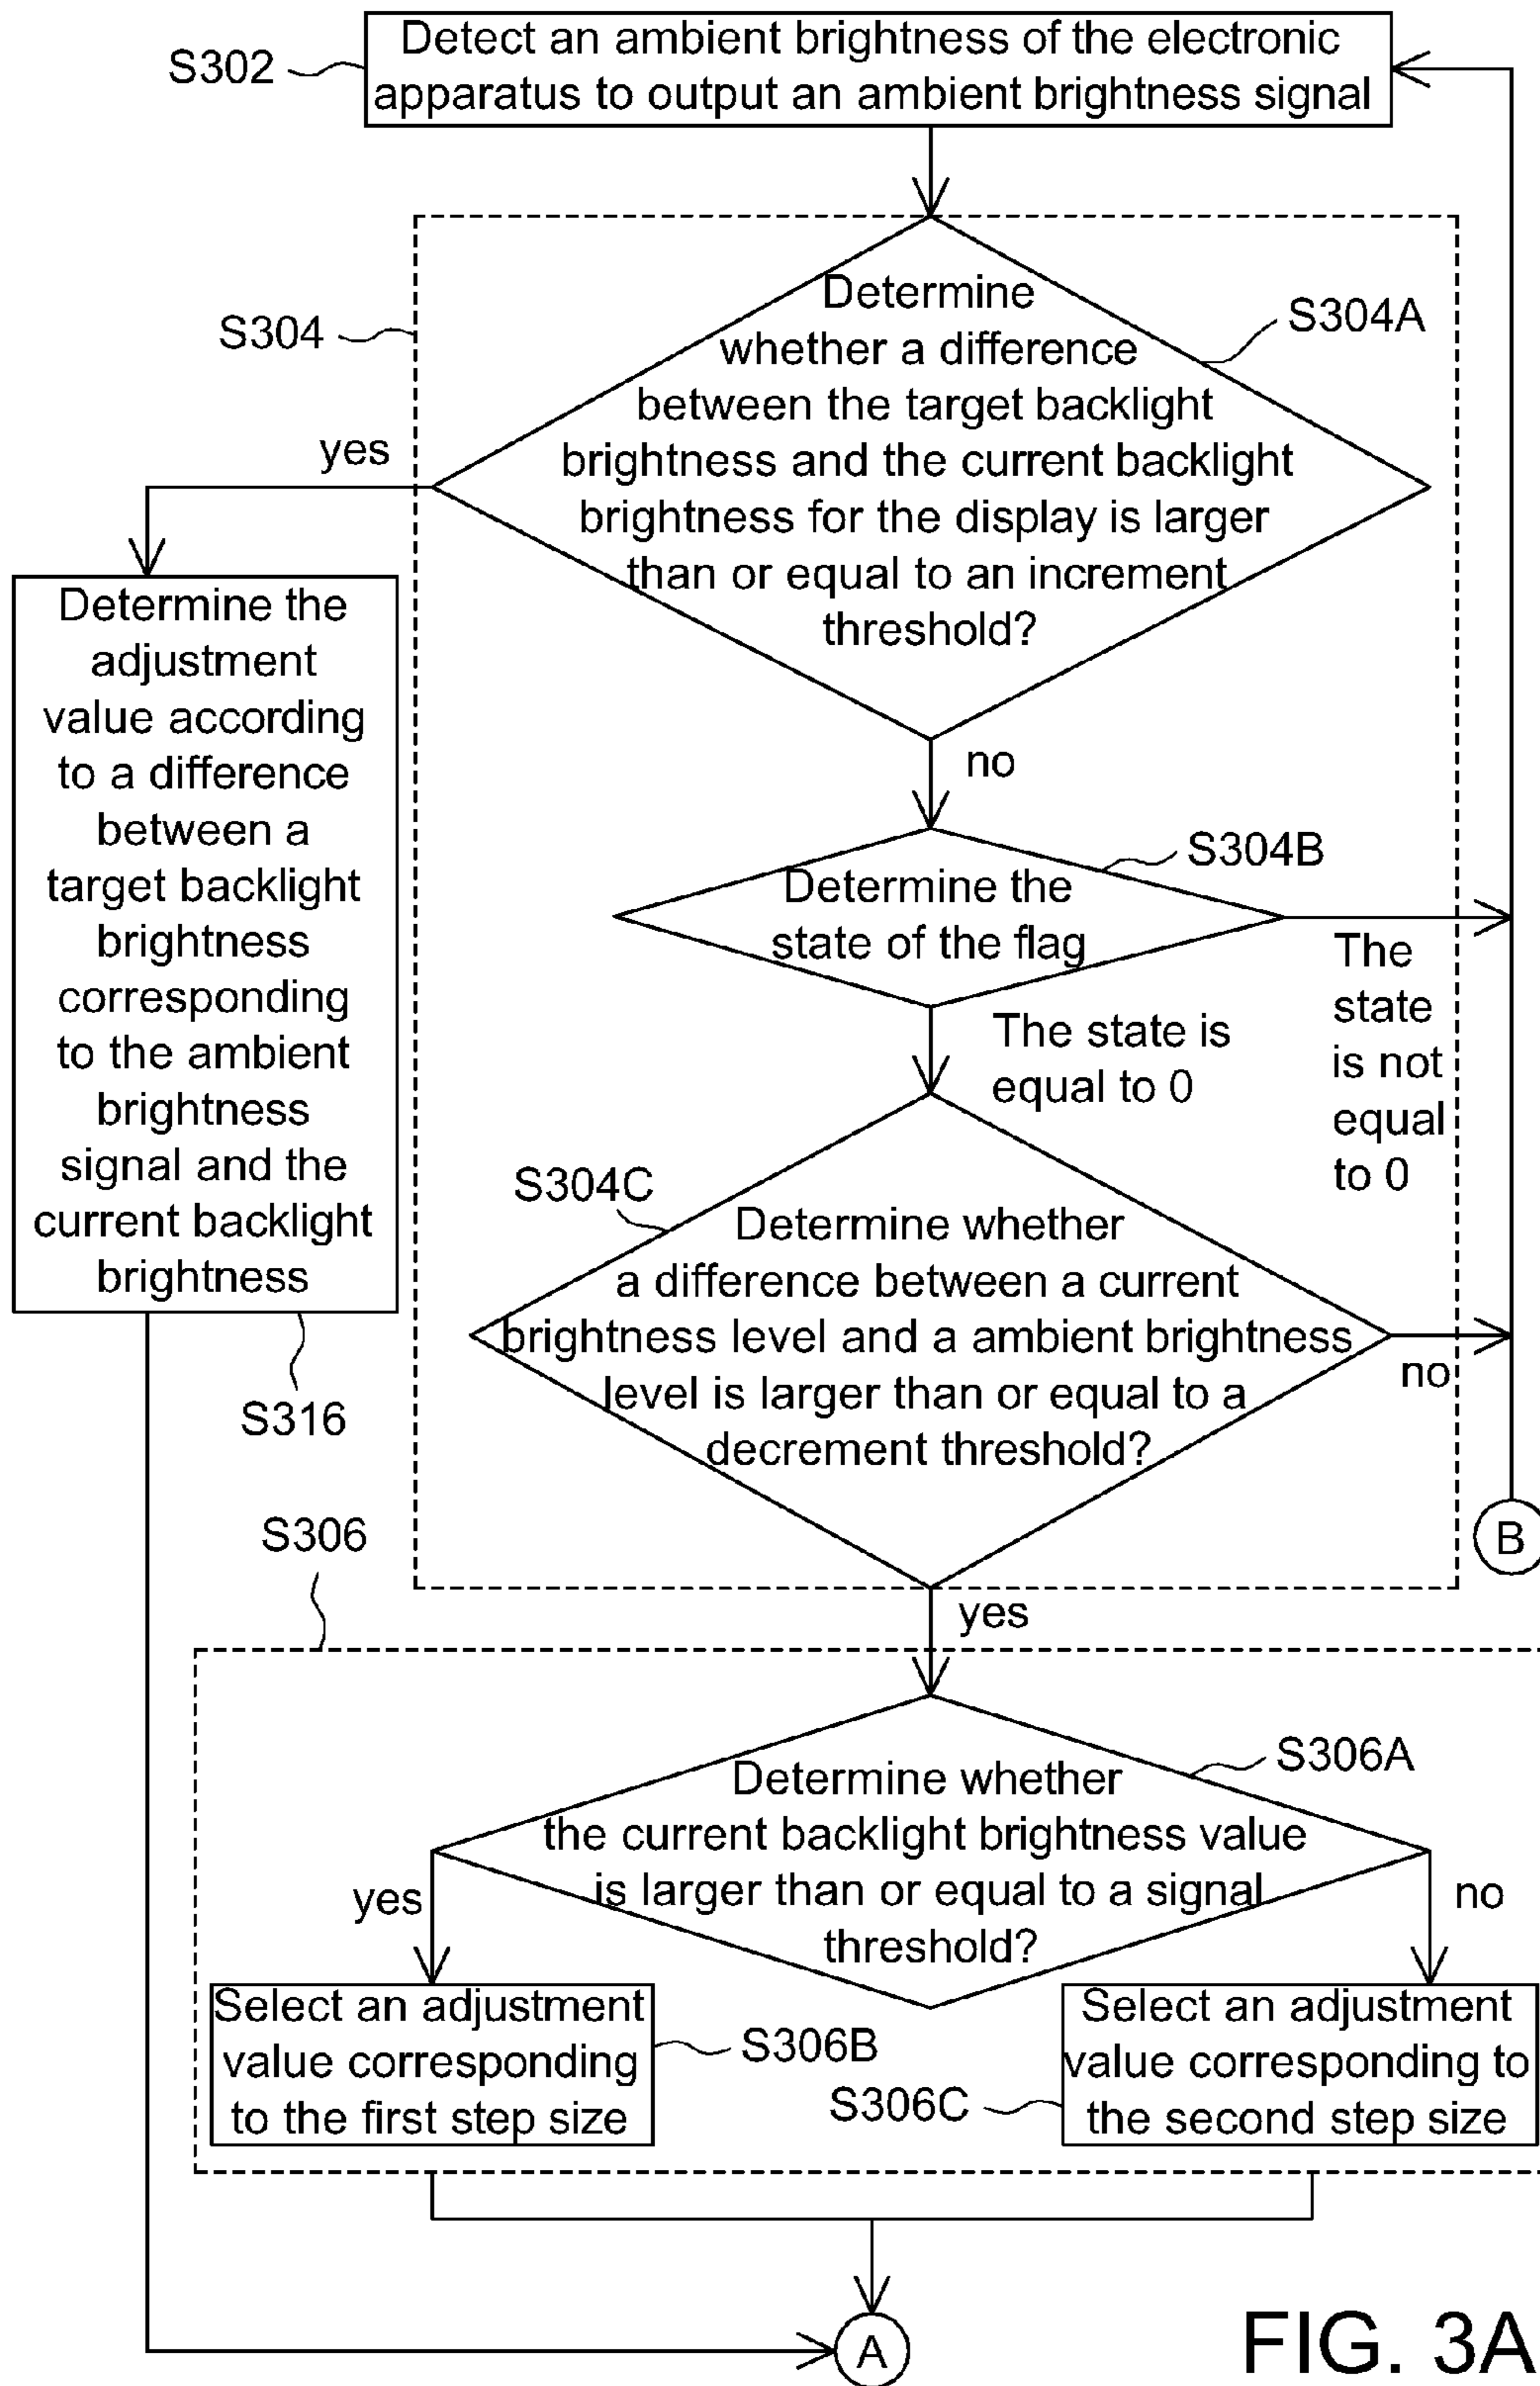 S302
Detect an ambient brightness of the electronic
apparatus to output an ambient brightness signal
S304
Determine
whether a difference
between the target backlight
brightness and the current backlight
brightness for the display is larger
than or equal to an increment
threshold?
S304A
yes
no
Determine the
adjustment
value according
to a difference
between a
target backlight
brightness
corresponding
to the ambient
brightness
signal and the
current backlight
brightness
S316
Determine the
state of the flag
S304B
The
state
is not
equal
to 0
The state is
equal to 0
S304C
Determine whether
a difference between a current
brightness level and a ambient brightness
level is larger than or equal to a
decrement threshold?
no
B
yes
S306
Determine whether
the current backlight brightness value
is larger than or equal to a signal
threshold?
S306A
yes
no
Select an adjustment
value corresponding
to the first step size
S306B
Select an adjustment
value corresponding to
the second step size
S306C
A
FIG. 3A